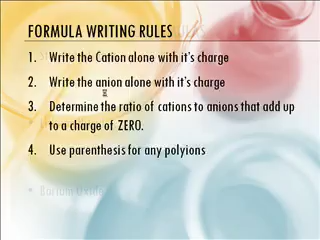 FORMULA WRITING RULES
1. Write the Cation alone with it's charge
2. Write the anion alone with it's charge
3. Determine the ratio of cations to anions that add up
to a charge of ZERO.
4. Use parenthesis for any polyions
• Barium Oxide